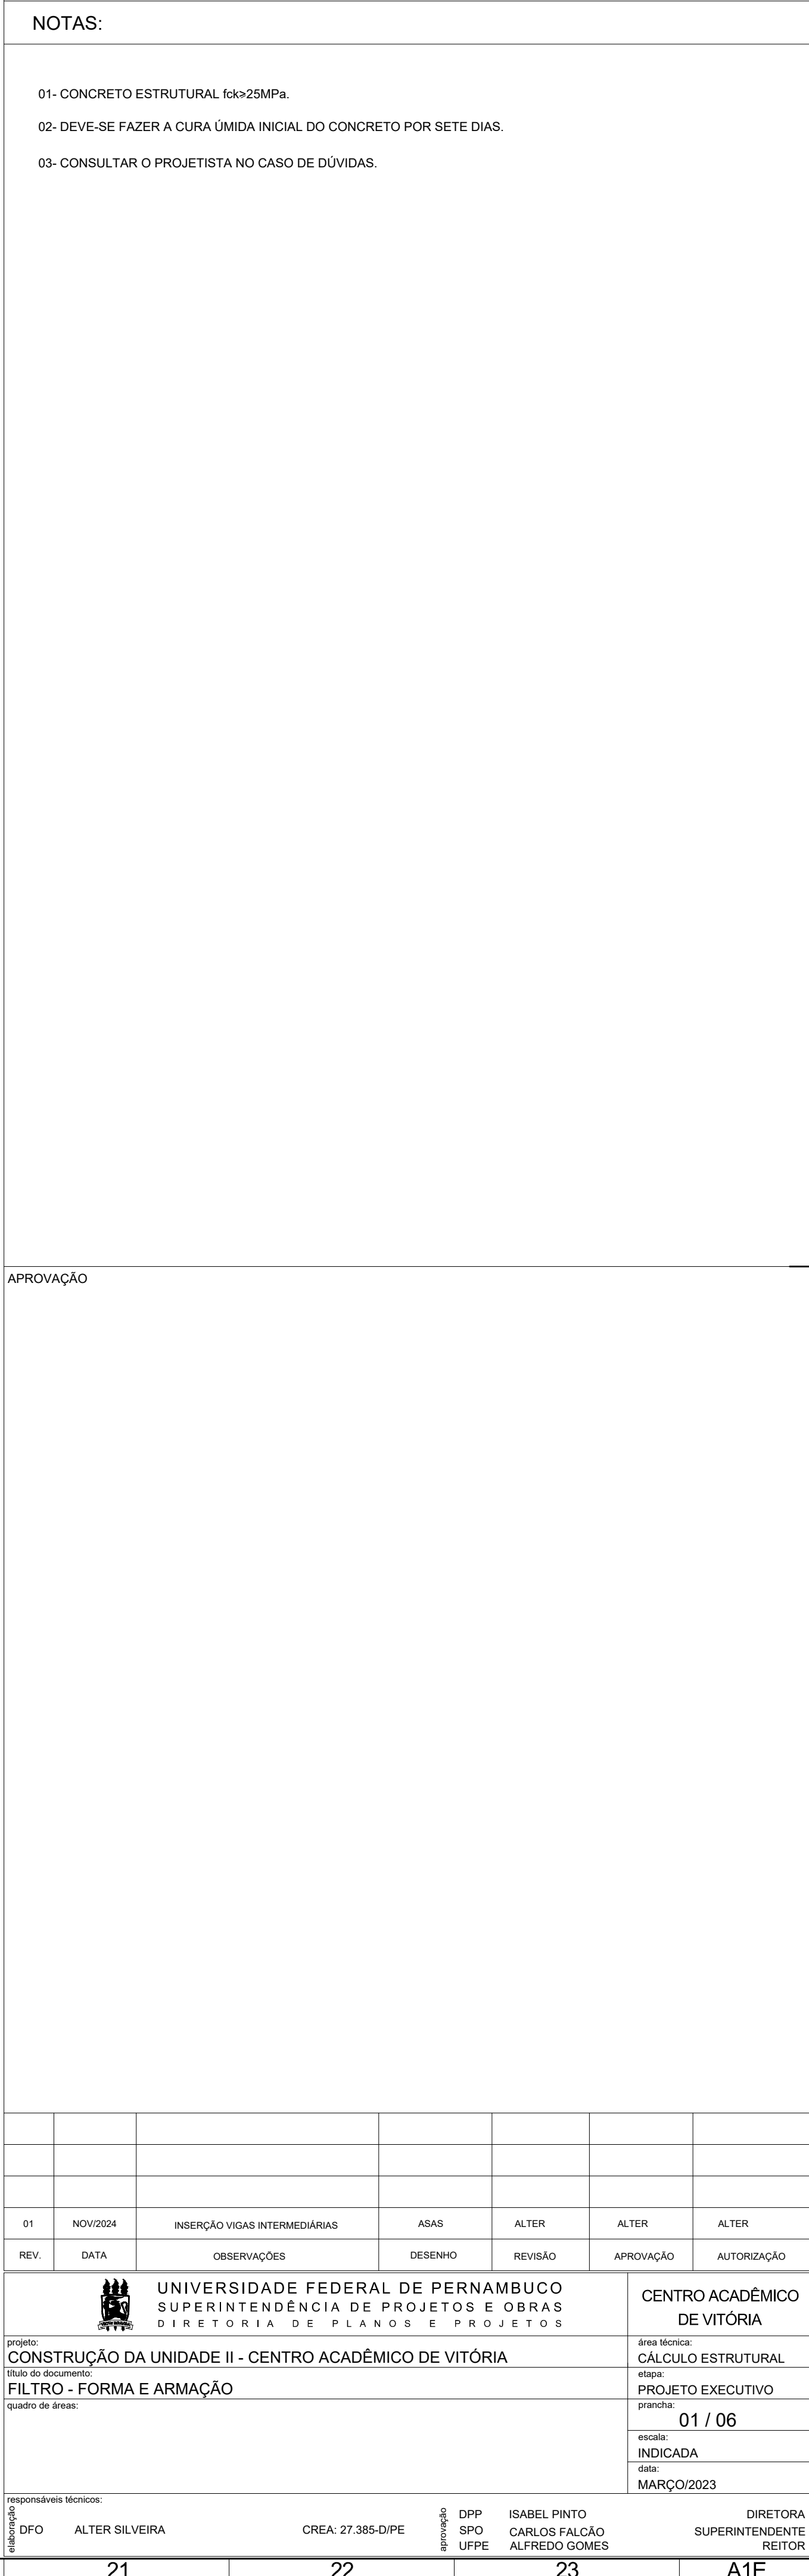 NOTAS:
01- CONCRETO ESTRUTURAL fck≥25MPa.
02- DEVE-SE FAZER A CURA ÚMIDA INICIAL DO CONCRETO POR SETE DIAS.
03- CONSULTAR O PROJETISTA NO CASO DE DÚVIDAS.
APROVAÇÃO
01 NOV/2024 INSERÇÃO VIGAS INTERMEDIÁRIAS ASAS ALTER ALTER ALTER
REV. DATA OBSERVAÇÕES DESENHO REVISÃO APROVAÇÃO AUTORIZAÇÃO
UNIVERSIDADE FEDERAL DE PERNAMBUCO
SUPERINTENDÊNCIA DE PROJETOS E OBRAS
DIRETORIA DE PLANOS E PROJETOS
CENTRO ACADÊMICO
DE VITÓRIA
projeto:
CONSTRUÇÃO DA UNIDADE II - CENTRO ACADÊMICO DE VITÓRIA
área técnica:
CÁLCULO ESTRUTURAL
título do documento:
FILTRO - FORMA E ARMAÇÃO
etapa:
PROJETO EXECUTIVO
quadro de áreas:
prancha:
01 / 06
escala:
INDICADA
data:
MARÇO/2023
responsáveis técnicos:
elaboração
DFO ALTER SILVEIRA CREA: 27.385-D/PE
aprovação
DPP ISABEL PINTO DIRETORA
SPO CARLOS FALCÃO SUPERINTENDENTE
UFPE ALFREDO GOMES REITOR
21 22 23 A1E